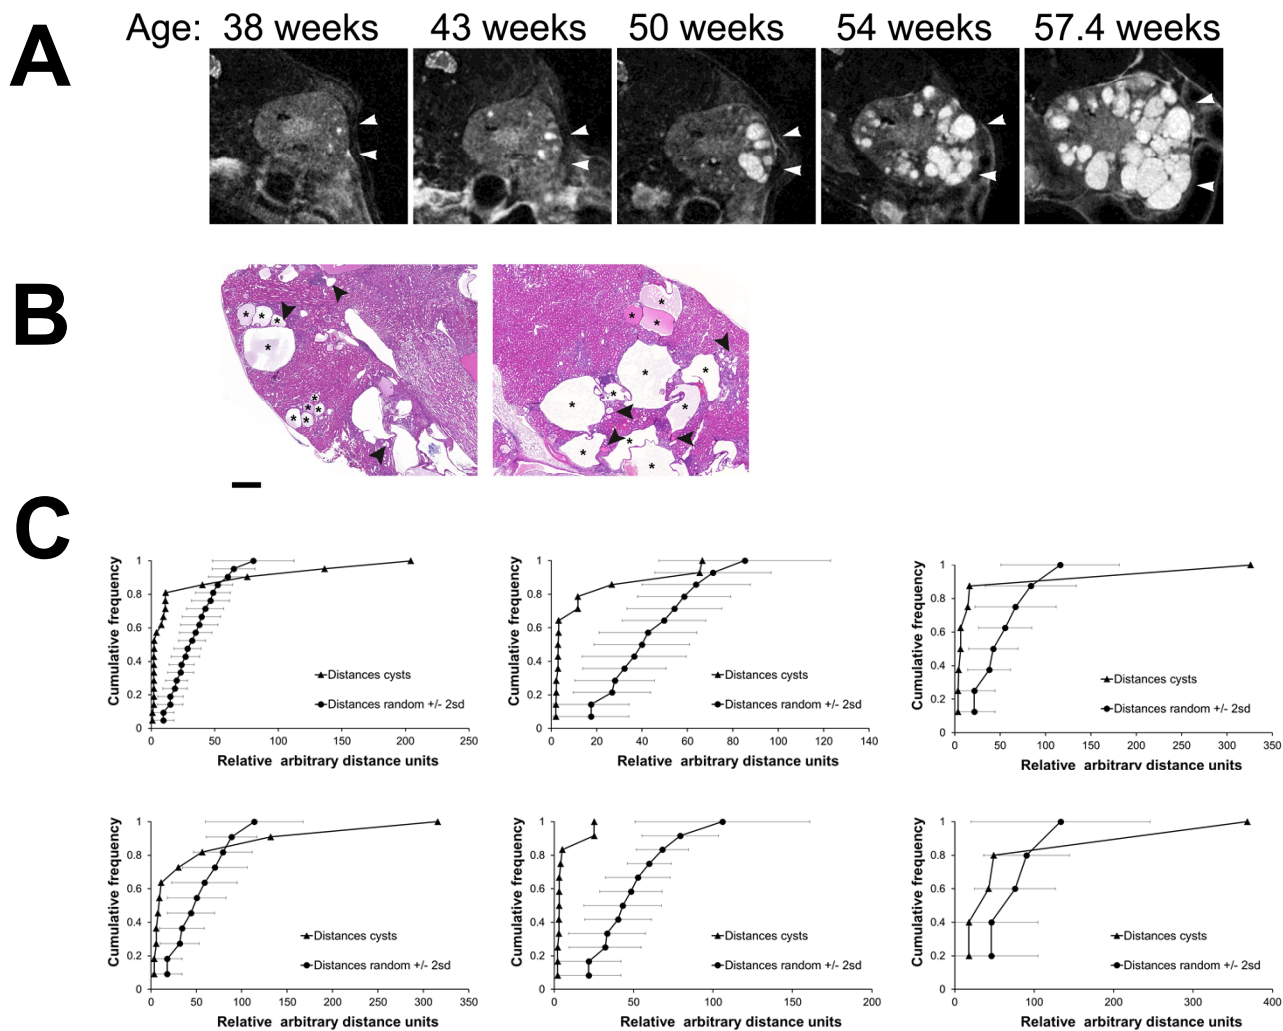 A
Age: 38 weeks 43 weeks 50 weeks 54 weeks 57.4 weeks
B
* * * * * * * * * *
* * * * * * * * * * *
C
Cumulative frequency
1
0.8
0.6
0.4
0.2
0
Distances cysts
Distances random +/- 2sd
0 50 100 150 200 250
Relative arbitrary distance units
Cumulative frequency
1
0.8
0.6
0.4
0.2
0
Distances cysts
Distances random +/- 2sd
0 20 40 60 80 100 120 140
Relative arbitrary distance units
Cumulative frequency
1
0.8
0.6
0.4
0.2
0
Distances cysts
Distances random +/- 2sd
0 50 100 150 200 250 300 350
Relative arbitrary distance units
Cumulative frequency
1
0.8
0.6
0.4
0.2
0
Distances cysts
Distances random +/- 2sd
0 50 100 150 200 250 300 350
Relative arbitrary distance units
Cumulative frequency
1
0.8
0.6
0.4
0.2
0
Distances cysts
Distances random +/- 2sd
0 50 100 150 200
Relative arbitrary distance units
Cumulative frequency
1
0.8
0.6
0.4
0.2
0
Distances cysts
Distances random +/- 2sd
0 100 200 300 400
Relative arbitrary distance units